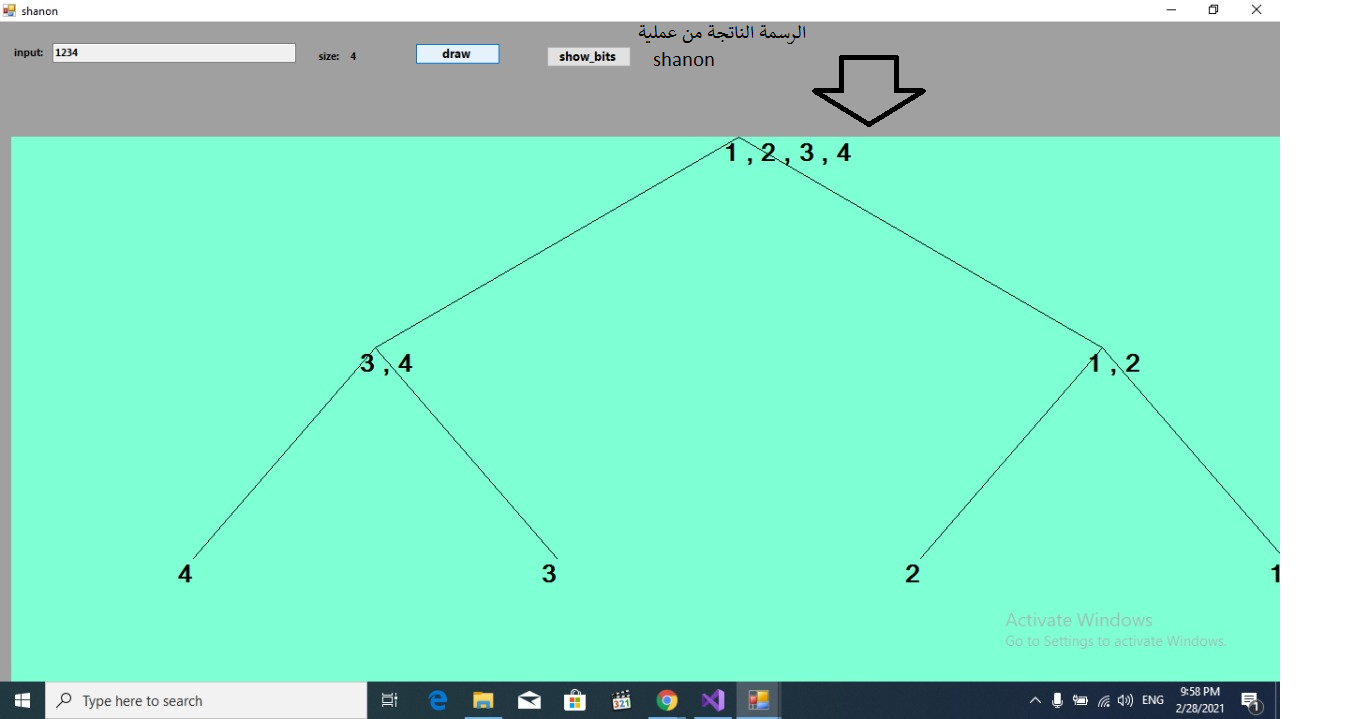 shanon
input: 1234 size: 4 draw show_bits
الرسمة الناتجة من عملية
shanon
1 , 2 , 3 , 4
3 , 4 1 , 2
4 3 2 1
Activate Windows
Go to Settings to activate Windows.
Type here to search
321
ENG
9:58 PM
2/28/2021
1